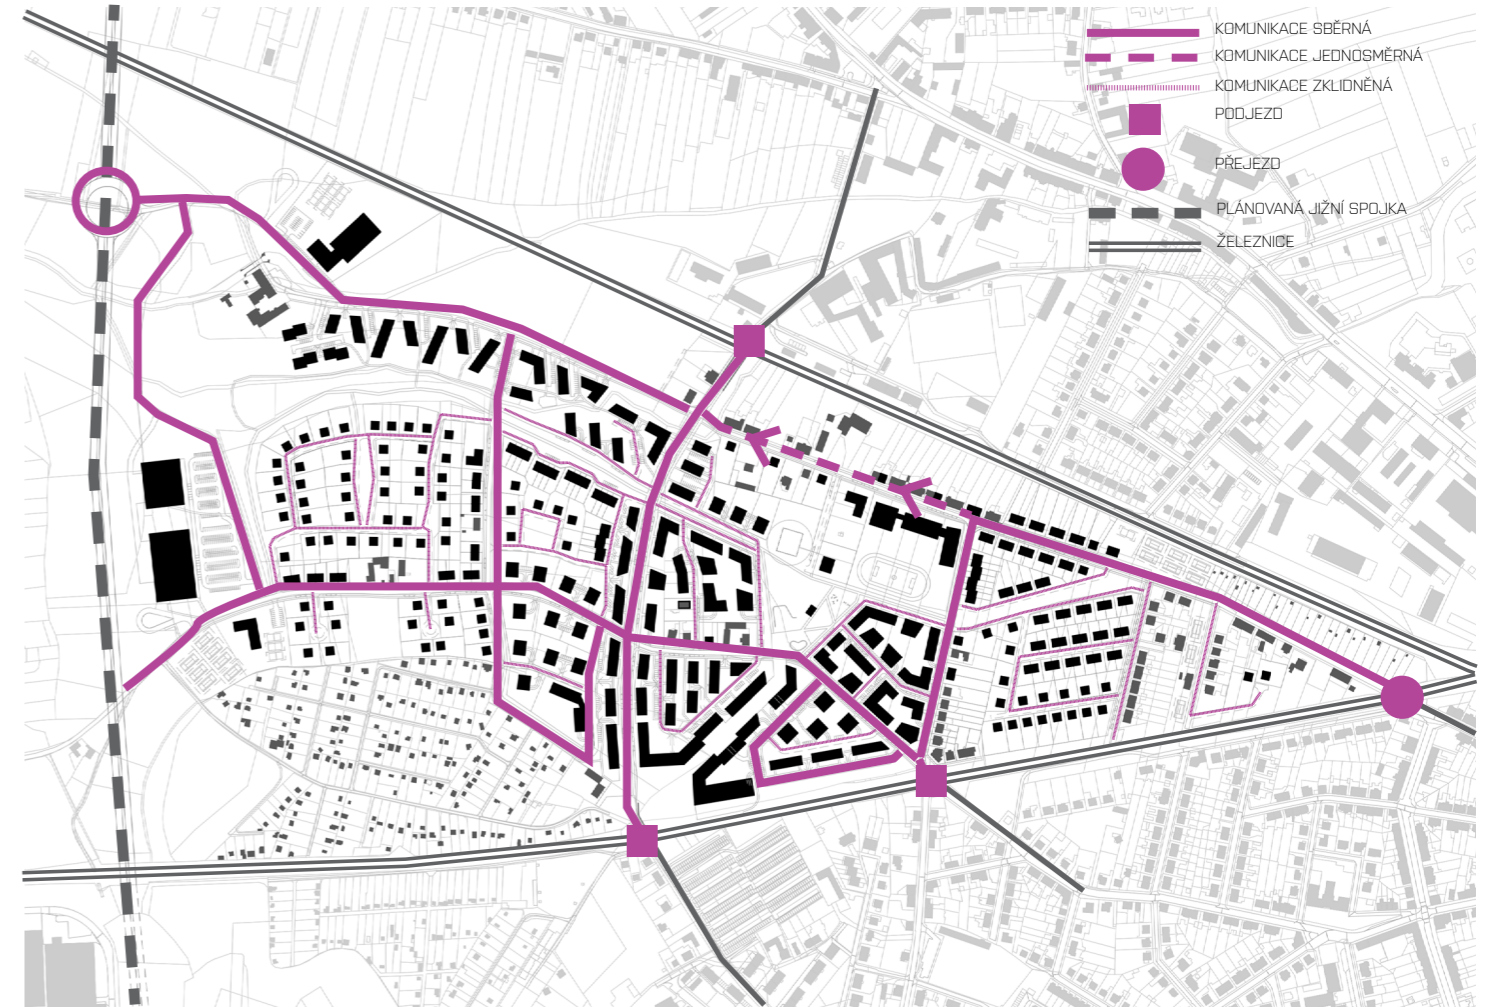 KOMUNIKACE SBĚRNÁ
KOMUNIKACE JEDNOSMĚRNÁ
KOMUNIKACE ZKLIDNĚNÁ
PODJEZD
PŘEJEZD
PLÁNOVANÁ JIŽNÍ SPOJKA
ŽELEZNICE